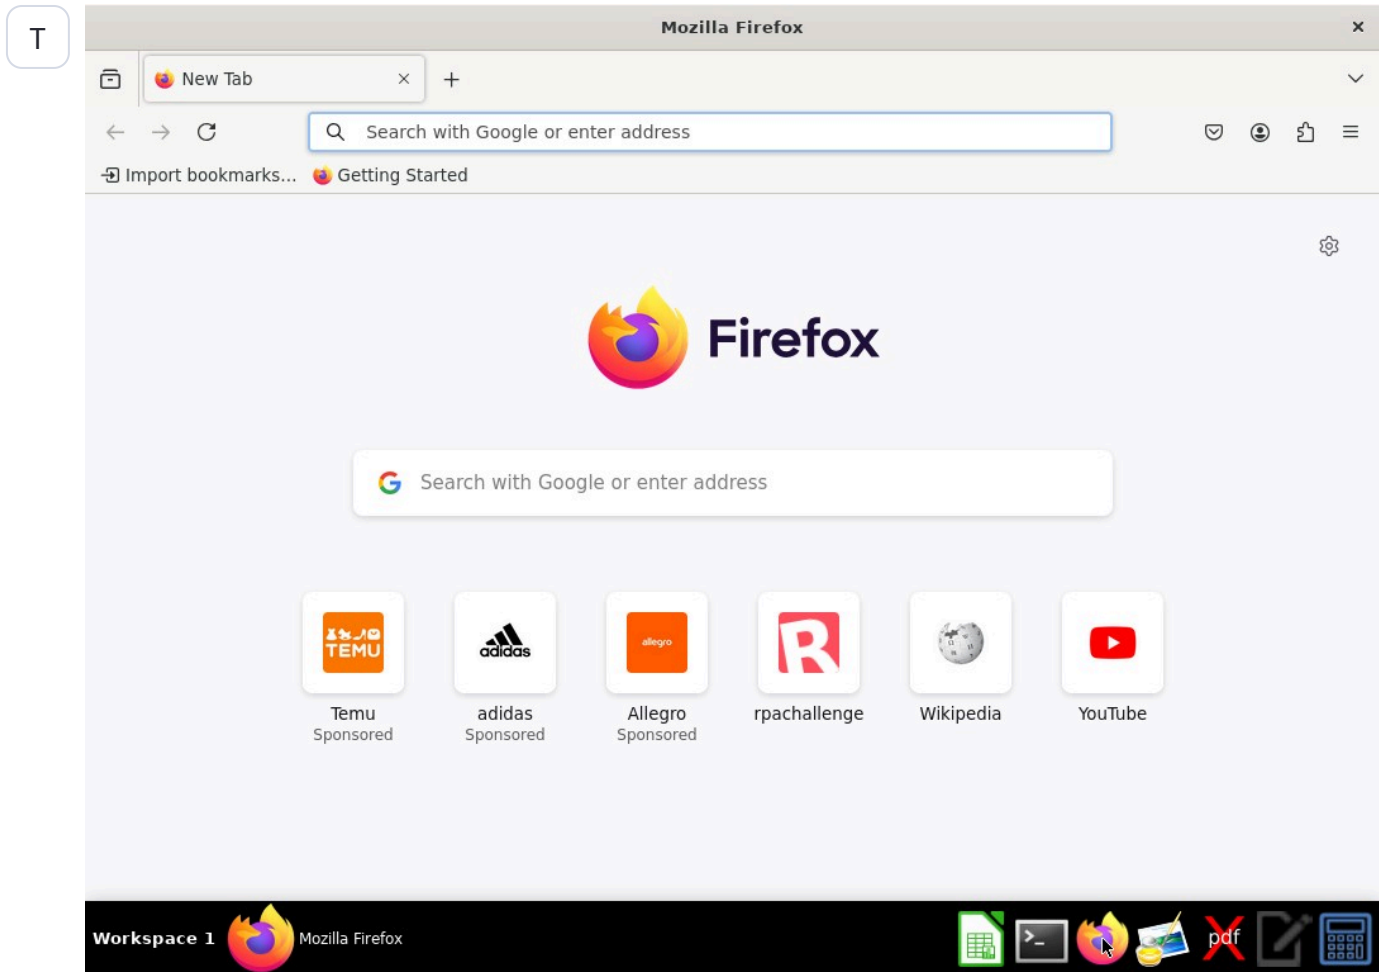 T
Mozilla Firefox
New Tab
Search with Google or enter address
Import bookmarks...
Getting Started
Firefox
Search with Google or enter address
TEMU
adidas
allegro
Temu
Sponsored
adidas
Sponsored
Allegro
Sponsored
rpachallenge
Wikipedia
YouTube
Workspace 1
Mozilla Firefox
pdf